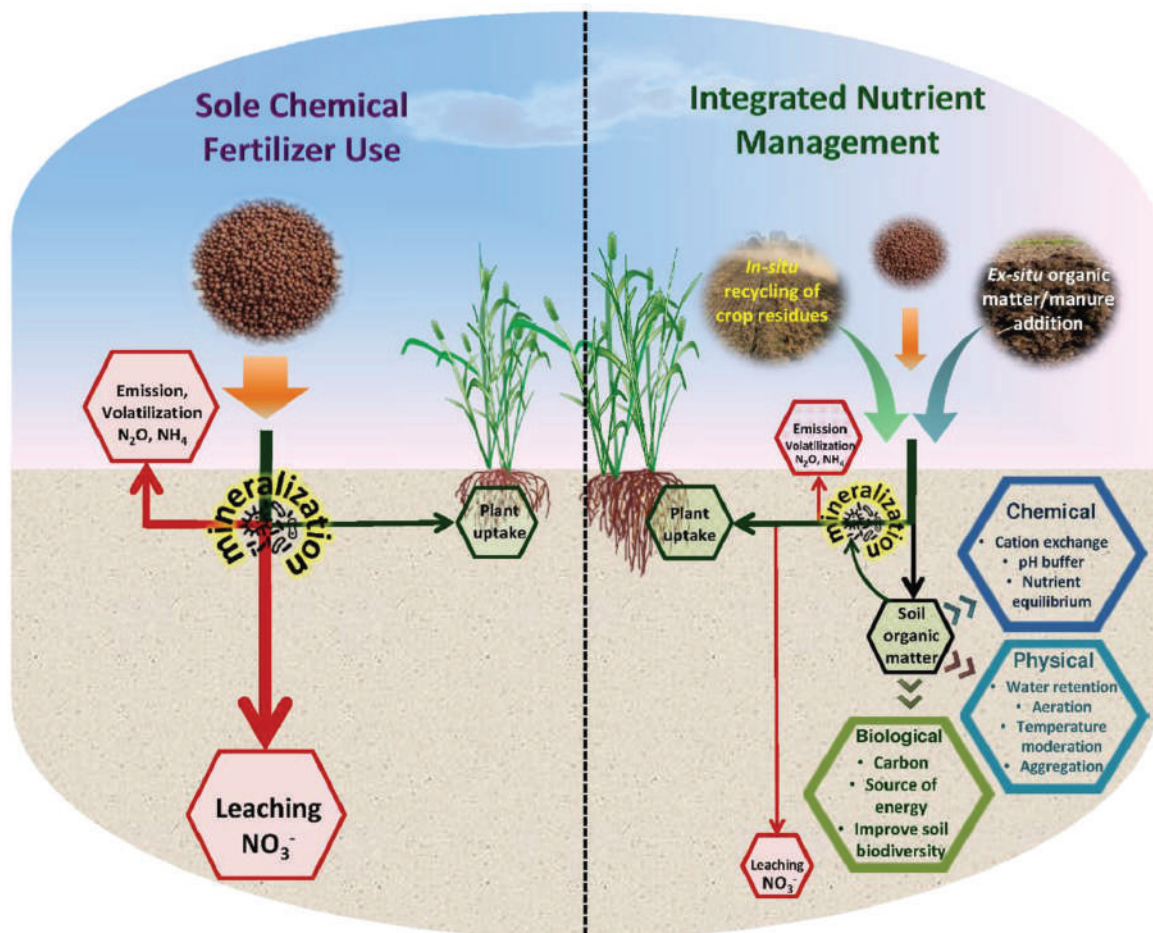 Sole Chemical
Fertilizer Use
Emission,
Volatilization
N₂O, NH₄
mineralization
Plant
uptake
Leaching
NO₃⁻
Integrated Nutrient
Management
In-situ
recycling of
crop residues
Ex-situ organic
matter/manure
addition
Emission
Volatilization
N₂O, NH₄
Plant
uptake
mineralization
Soil
organic
matter
Chemical
• Cation exchange
• pH buffer
• Nutrient
equilibrium
Physical
• Water retention
• Aeration
• Temperature
moderation
• Aggregation
Biological
• Carbon
• Source of
energy
• Improve soil
biodiversity
Leaching
NO₃⁻